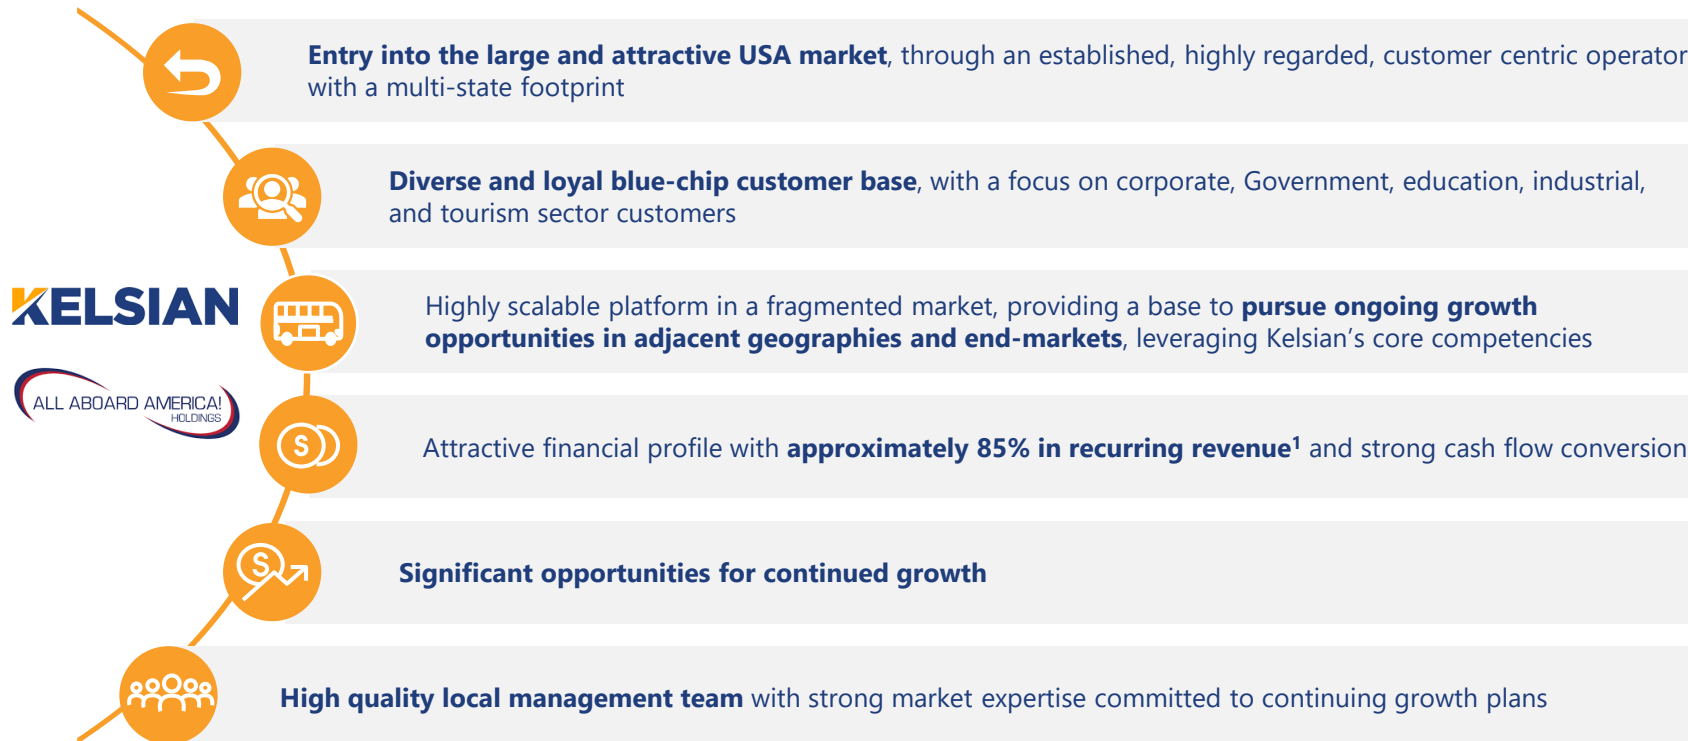 Entry into the large and attractive USA market, through an established, highly regarded, customer centric operator
with a multi-state footprint
Diverse and loyal blue-chip customer base, with a focus on corporate, Government, education, industrial,
and tourism sector customers
KELSIAN
Highly scalable platform in a fragmented market, providing a base to pursue ongoing growth
opportunities in adjacent geographies and end-markets, leveraging Kelsian's core competencies
ALL ABOARD AMERICA!
HOLDINGS
Attractive financial profile with approximately 85% in recurring revenue¹ and strong cash flow conversion
Significant opportunities for continued growth
High quality local management team with strong market expertise committed to continuing growth plans